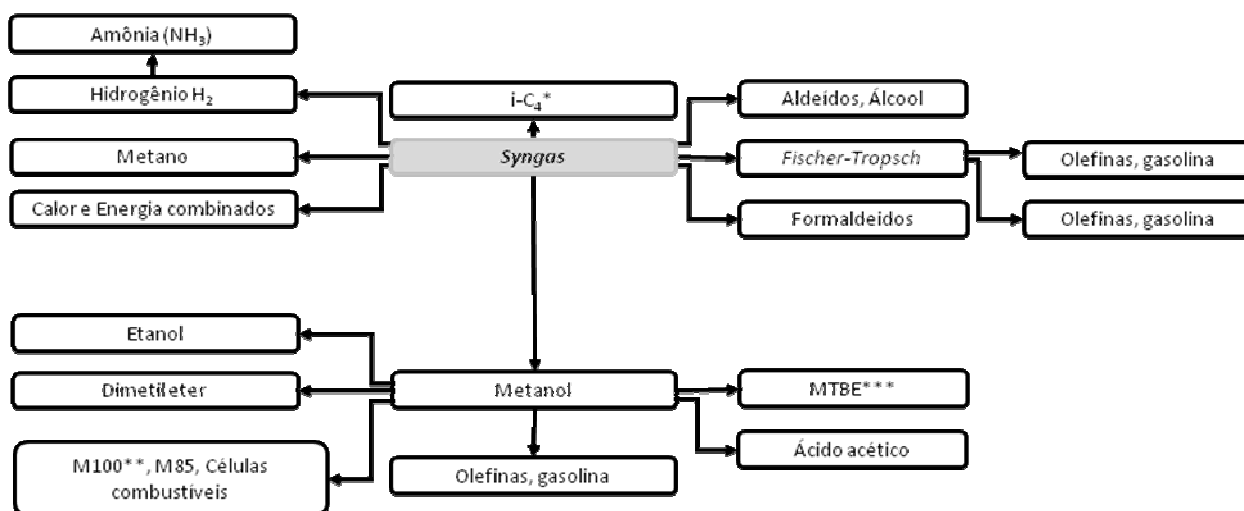 Amônia (NH₃)
Hidrogênio H₂
i-C₄*
Aldeídos, Álcool
Metano
Syngas
Fischer-Tropsch
Olefinas, gasolina
Calor e Energia combinados
Formaldeidos
Olefinas, gasolina
Etanol
Dimetileter
Metanol
MTBE***
M100**, M85, Células
combustíveis
Olefinas, gasolina
Ácido acético